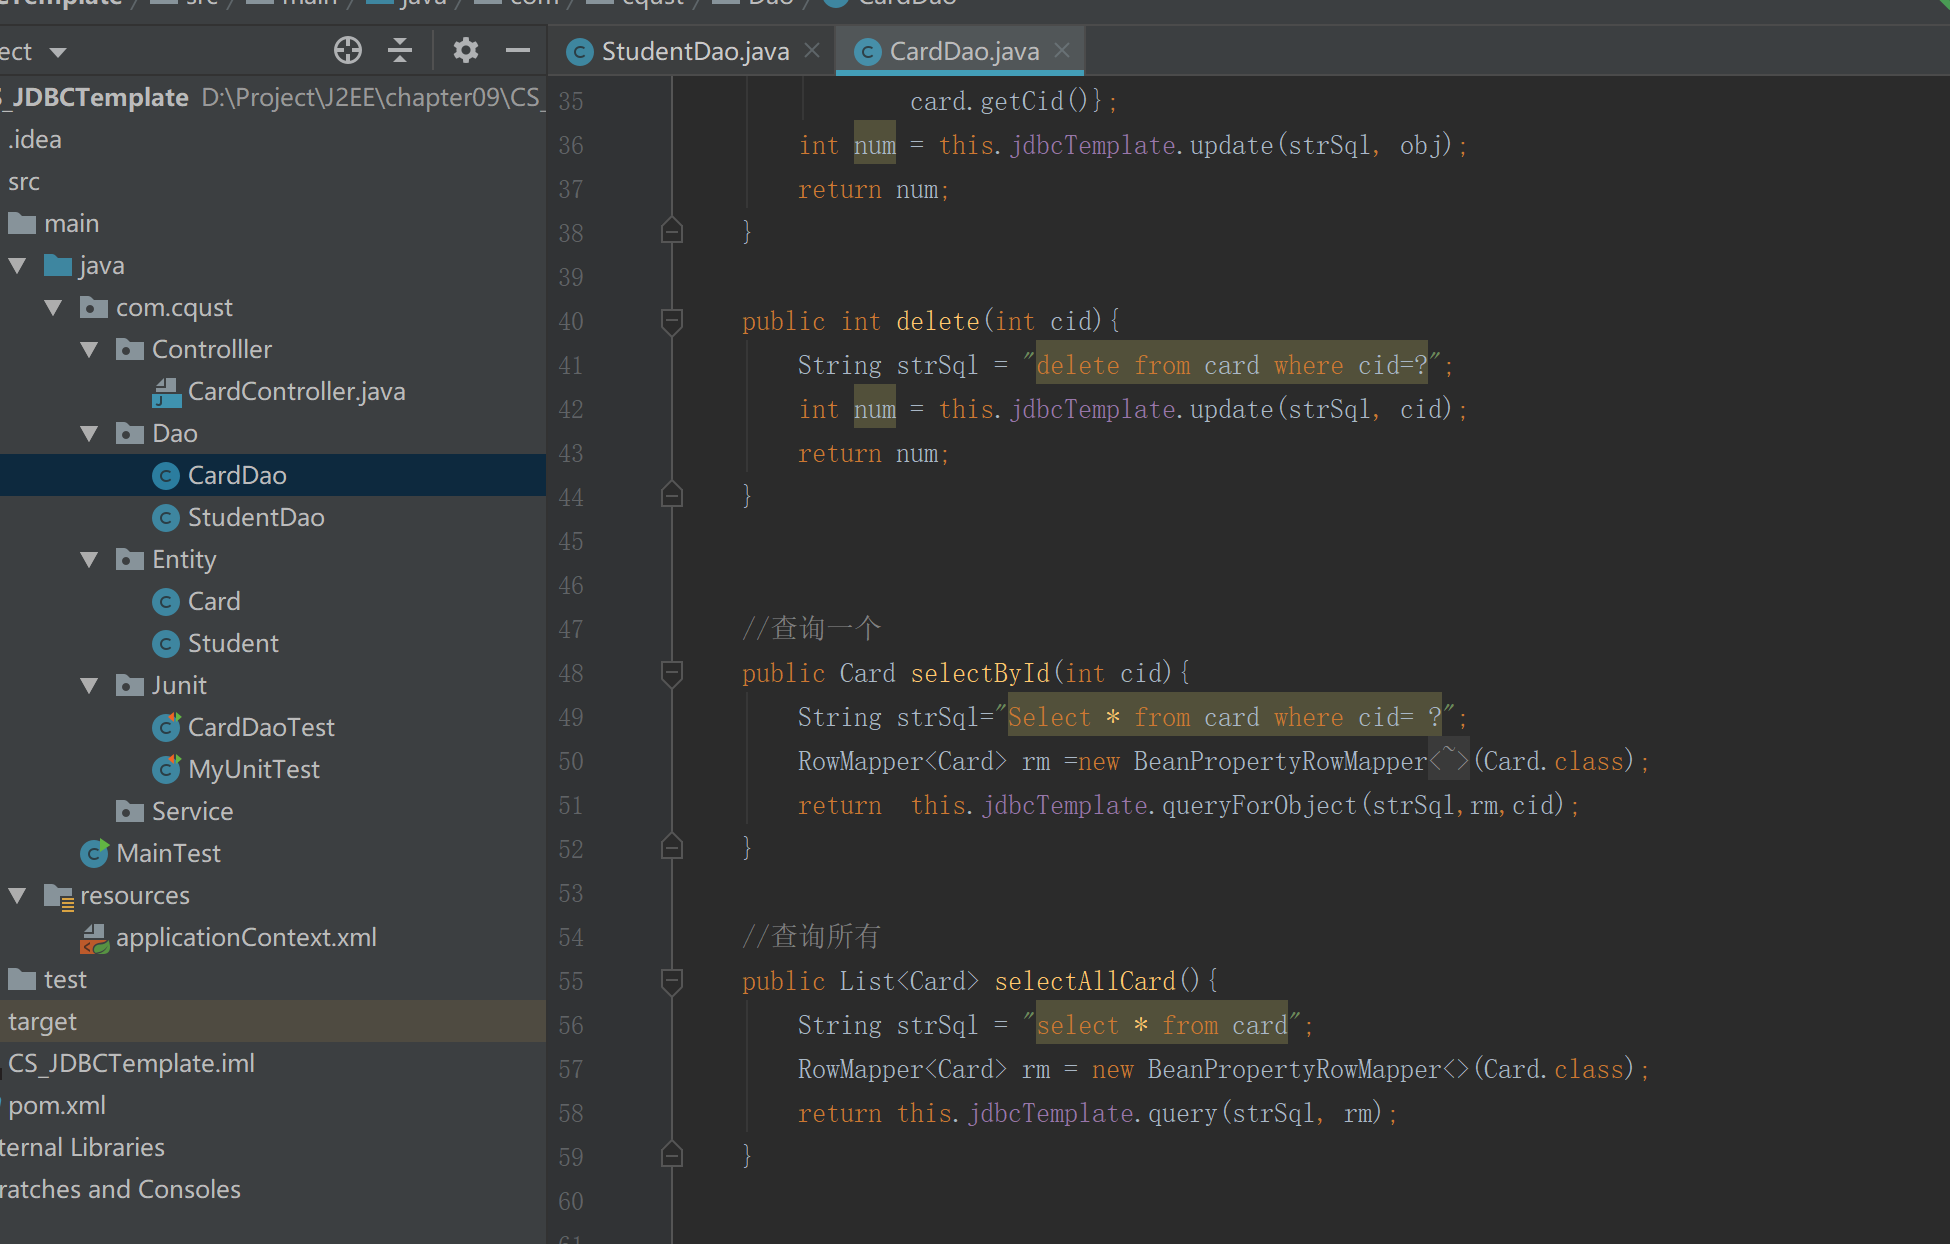 Template / src / main / java / com / cqust / Dao / CardDao
ect
StudentDao.java
CardDao.java
_JDBCTemplate D:\Project\J2EE\chapter09\CS_
.idea
src
main
java
com.cqust
Controlller
CardController.java
Dao
CardDao
StudentDao
Entity
Card
Student
Junit
CardDaoTest
MyUnitTest
Service
MainTest
resources
applicationContext.xml
test
target
CS_JDBCTemplate.iml
pom.xml
ternal Libraries
ratches and Consoles
35 card.getCid()};
36 int num = this.jdbcTemplate.update(strSql, obj);
37 return num;
38 }
39
40 public int delete(int cid){
41 String strSql = "delete from card where cid=?";
42 int num = this.jdbcTemplate.update(strSql, cid);
43 return num;
44 }
45
46
47 //查询一个
48 public Card selectById(int cid){
49 String strSql="Select * from card where cid= ?";
50 RowMapper<Card> rm =new BeanPropertyRowMapper<~>(Card.class);
51 return  this.jdbcTemplate.queryForObject(strSql,rm,cid);
52 }
53
54 //查询所有
55 public List<Card> selectAllCard(){
56 String strSql = "select * from card";
57 RowMapper<Card> rm = new BeanPropertyRowMapper<>(Card.class);
58 return this.jdbcTemplate.query(strSql, rm);
59 }
60
61